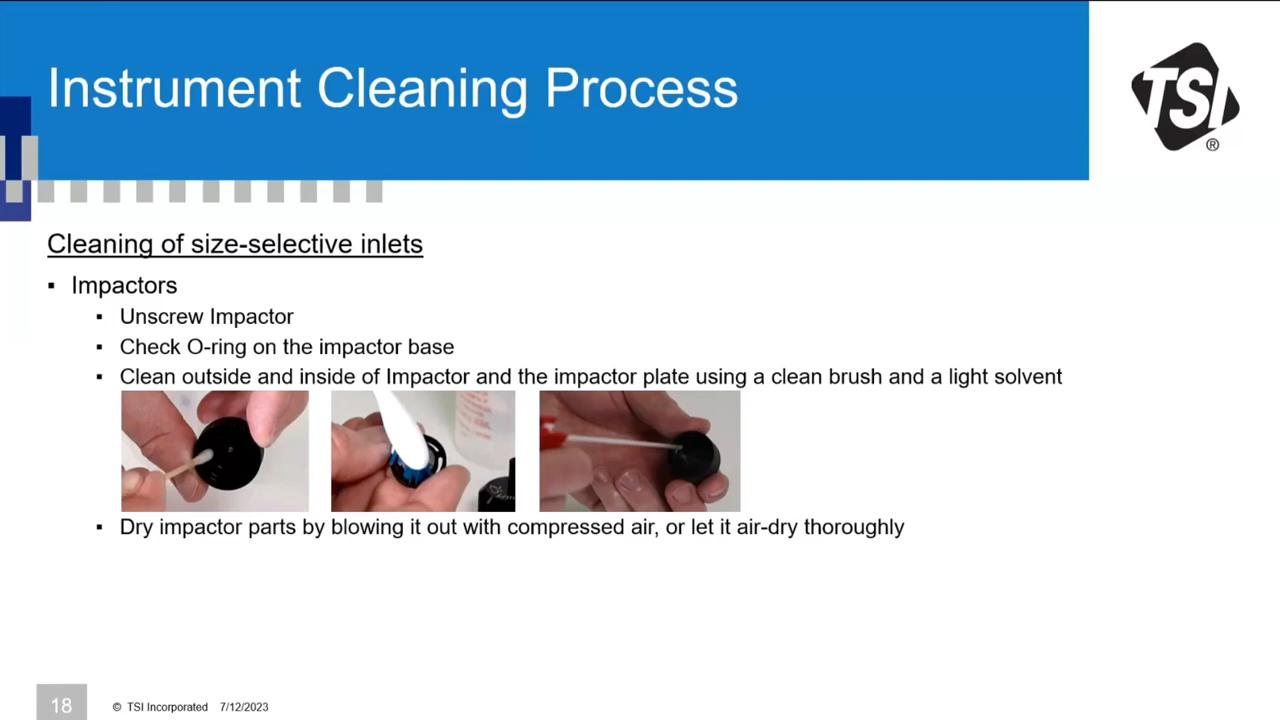 Instrument Cleaning Process
TSI
®
Cleaning of size-selective inlets
▪ Impactors
▪ Unscrew Impactor
▪ Check O-ring on the impactor base
▪ Clean outside and inside of Impactor and the impactor plate using a clean brush and a light solvent
▪ Dry impactor parts by blowing it out with compressed air, or let it air-dry thoroughly
18
© TSI Incorporated 7/12/2023